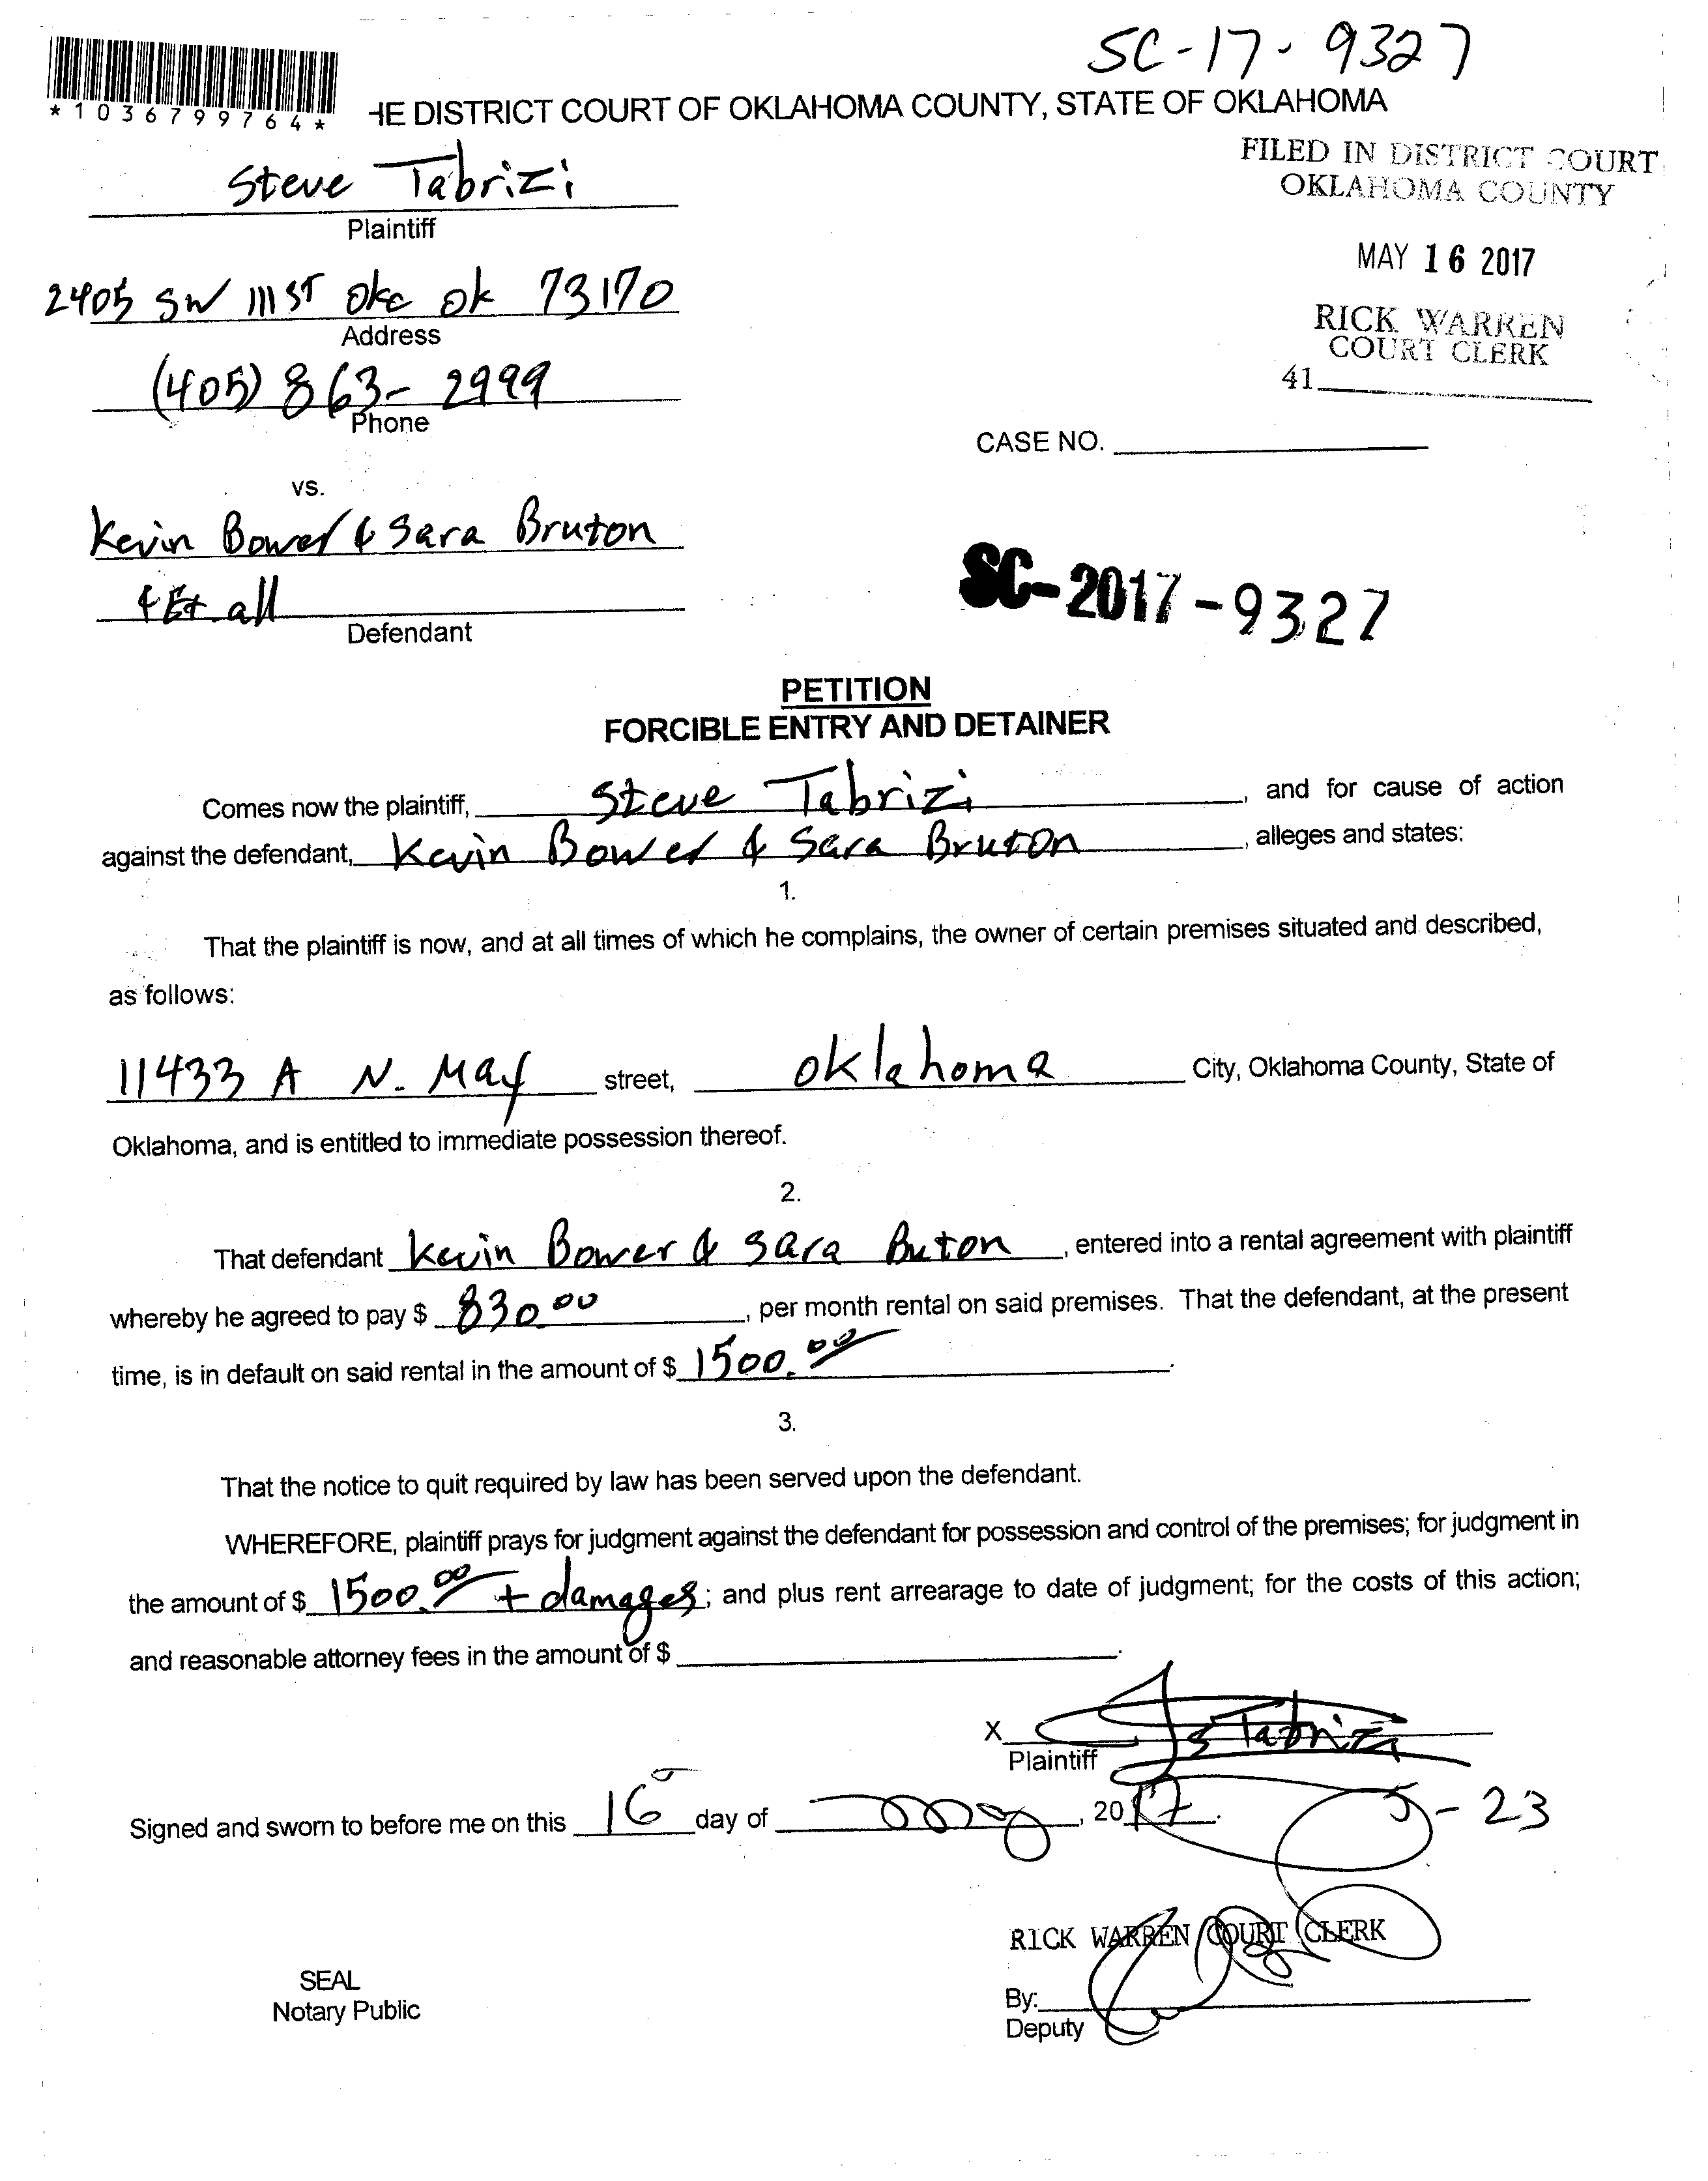 SC-17-9327
*1036799764*
HE DISTRICT COURT OF OKLAHOMA COUNTY, STATE OF OKLAHOMA
FILED IN DISTRICT COURT
OKLAHOMA COUNTY
Steve Tabrizi
Plaintiff
MAY 16 2017
2405 SW 111 ST OKC OK 73170
Address
RICK WARREN
COURT CLERK
41
(405) 863-2999
Phone
CASE NO.
vs.
Kevin Bower & Sara Bruton
& Et all
Defendant
SC-2017-9327
PETITION
FORCIBLE ENTRY AND DETAINER
Comes now the plaintiff, Steve Tabrizi, and for cause of action
against the defendant, Kevin Bower & Sara Bruton, alleges and states:
1.
That the plaintiff is now, and at all times of which he complains, the owner of certain premises situated and described,
as follows:
11433 A N. May street, Oklahoma City, Oklahoma County, State of
Oklahoma, and is entitled to immediate possession thereof.
2.
That defendant Kevin Bower & Sara Buton, entered into a rental agreement with plaintiff
whereby he agreed to pay $ 830.00, per month rental on said premises. That the defendant, at the present
time, is in default on said rental in the amount of $ 1500.00.
3.
That the notice to quit required by law has been served upon the defendant.
WHEREFORE, plaintiff prays for judgment against the defendant for possession and control of the premises; for judgment in
the amount of $ 1500.00 + damages; and plus rent arrearage to date of judgment; for the costs of this action;
and reasonable attorney fees in the amount of $ .
X S Tabrizi
Plaintiff
Signed and sworn to before me on this 16 day of May, 2017.
5-23
RICK WARREN COURT CLERK
SEAL
Notary Public
By:
Deputy